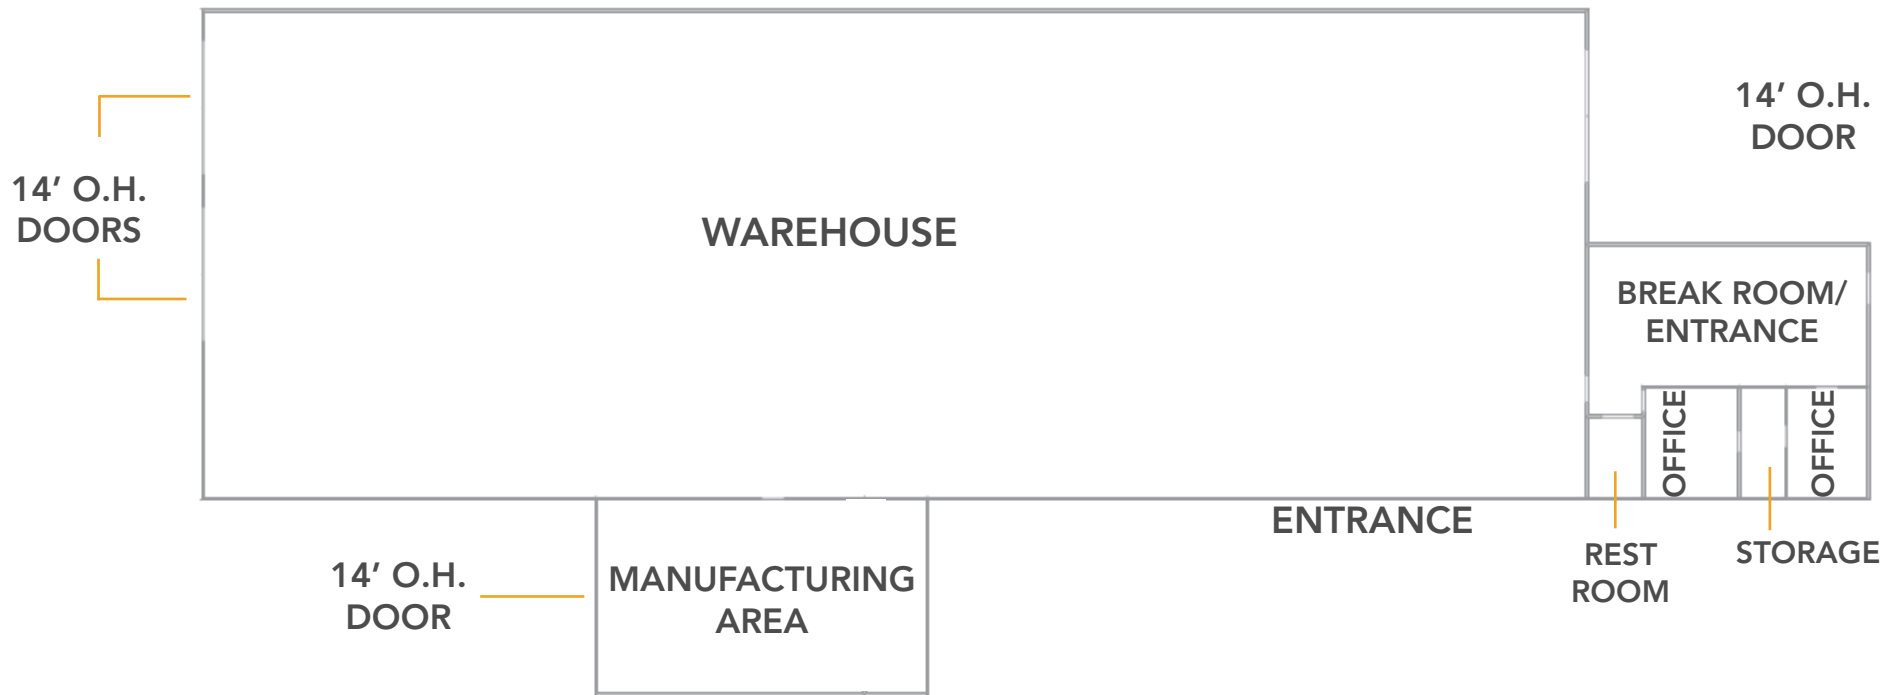 14’ O.H.
DOOR
14’ O.H.
DOORS
WAREHOUSE
BREAK ROOM/
ENTRANCE
OFFICE
OFFICE
ENTRANCE
REST
ROOM
STORAGE
14’ O.H.
DOOR
MANUFACTURING
AREA